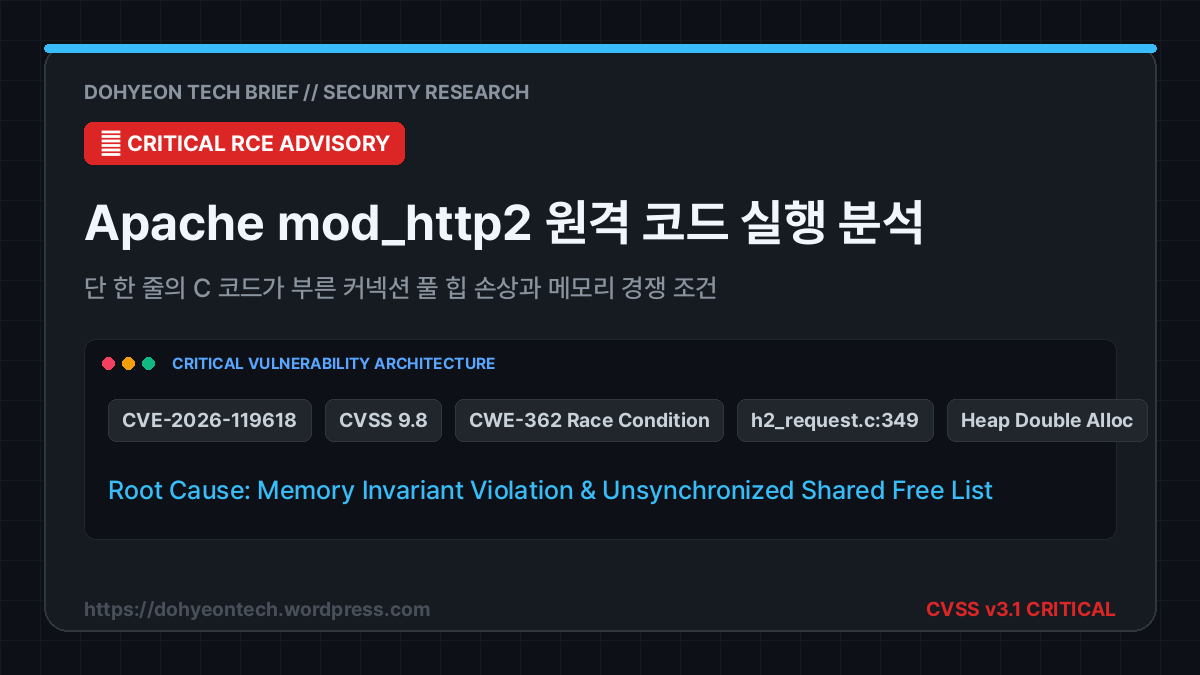 DOHYEON TECH BRIEF // SECURITY RESEARCH
CRITICAL RCE ADVISORY
Apache mod_http2 원격 코드 실행 분석
단 한 줄의 C 코드가 부른 커넥션 풀 힙 손상과 메모리 경쟁 조건
CRITICAL VULNERABILITY ARCHITECTURE
CVE-2026-119618 CVSS 9.8 CWE-362 Race Condition h2_request.c:349 Heap Double Alloc
Root Cause: Memory Invariant Violation & Unsynchronized Shared Free List
https://dohyeontech.wordpress.com CVSS v3.1 CRITICAL